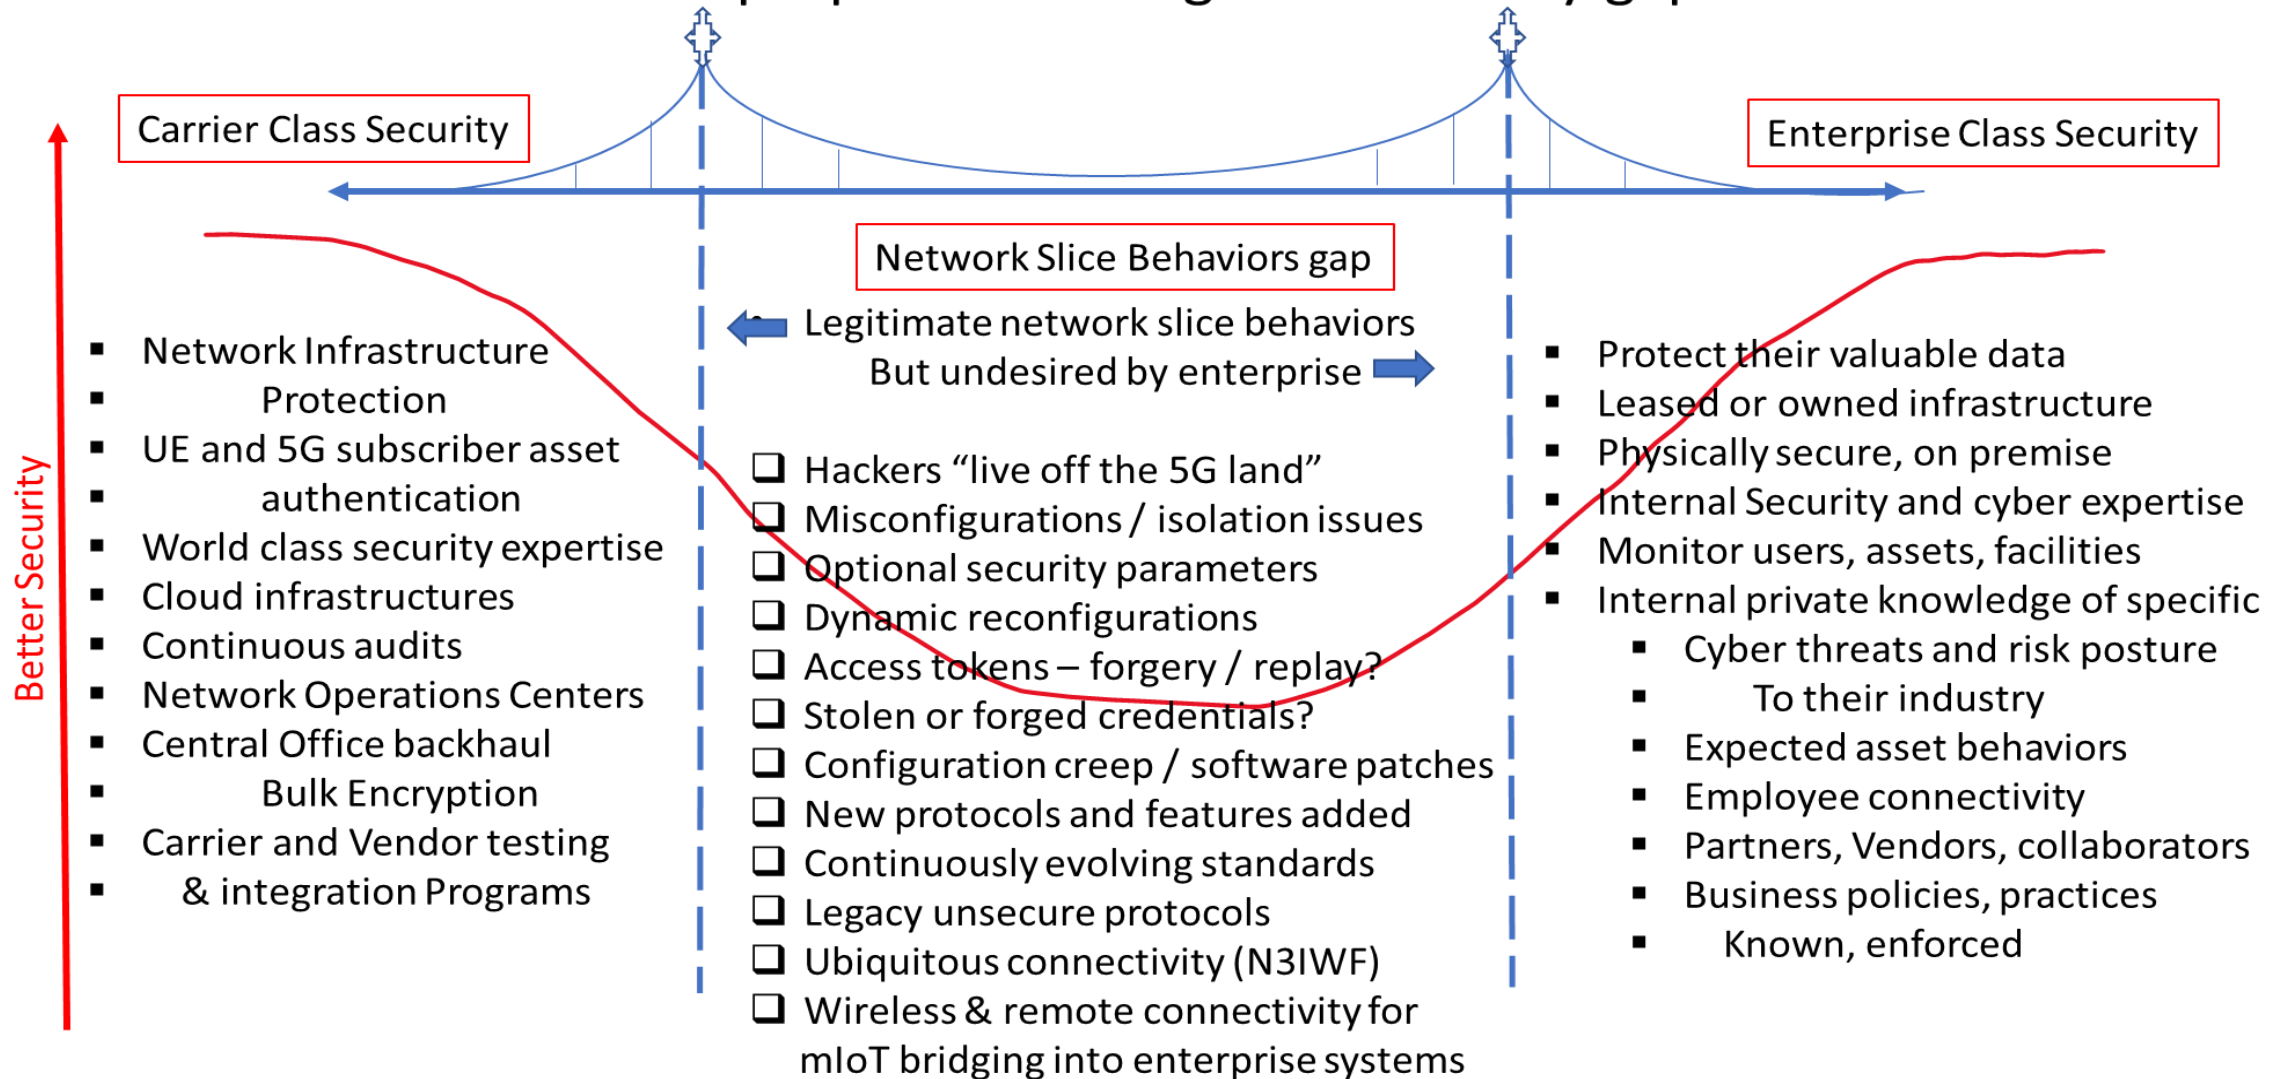 Carrier Class Security
Enterprise Class Security
Better Security
Network Infrastructure
Protection
UE and 5G subscriber asset
authentication
World class security expertise
Cloud infrastructures
Continuous audits
Network Operations Centers
Central Office backhaul
Bulk Encryption
Carrier and Vendor testing
& integration Programs
Network Slice Behaviors gap
Legitimate network slice behaviors
But undesired by enterprise
Hackers “live off the 5G land”
Misconfigurations / isolation issues
Optional security parameters
Dynamic reconfigurations
Access tokens – forgery / replay?
Stolen or forged credentials?
Configuration creep / software patches
New protocols and features added
Continuously evolving standards
Legacy unsecure protocols
Ubiquitous connectivity (N3IWF)
Wireless & remote connectivity for
mIoT bridging into enterprise systems
Protect their valuable data
Leased or owned infrastructure
Physically secure, on premise
Internal Security and cyber expertise
Monitor users, assets, facilities
Internal private knowledge of specific
Cyber threats and risk posture
To their industry
Expected asset behaviors
Employee connectivity
Partners, Vendors, collaborators
Business policies, practices
Known, enforced